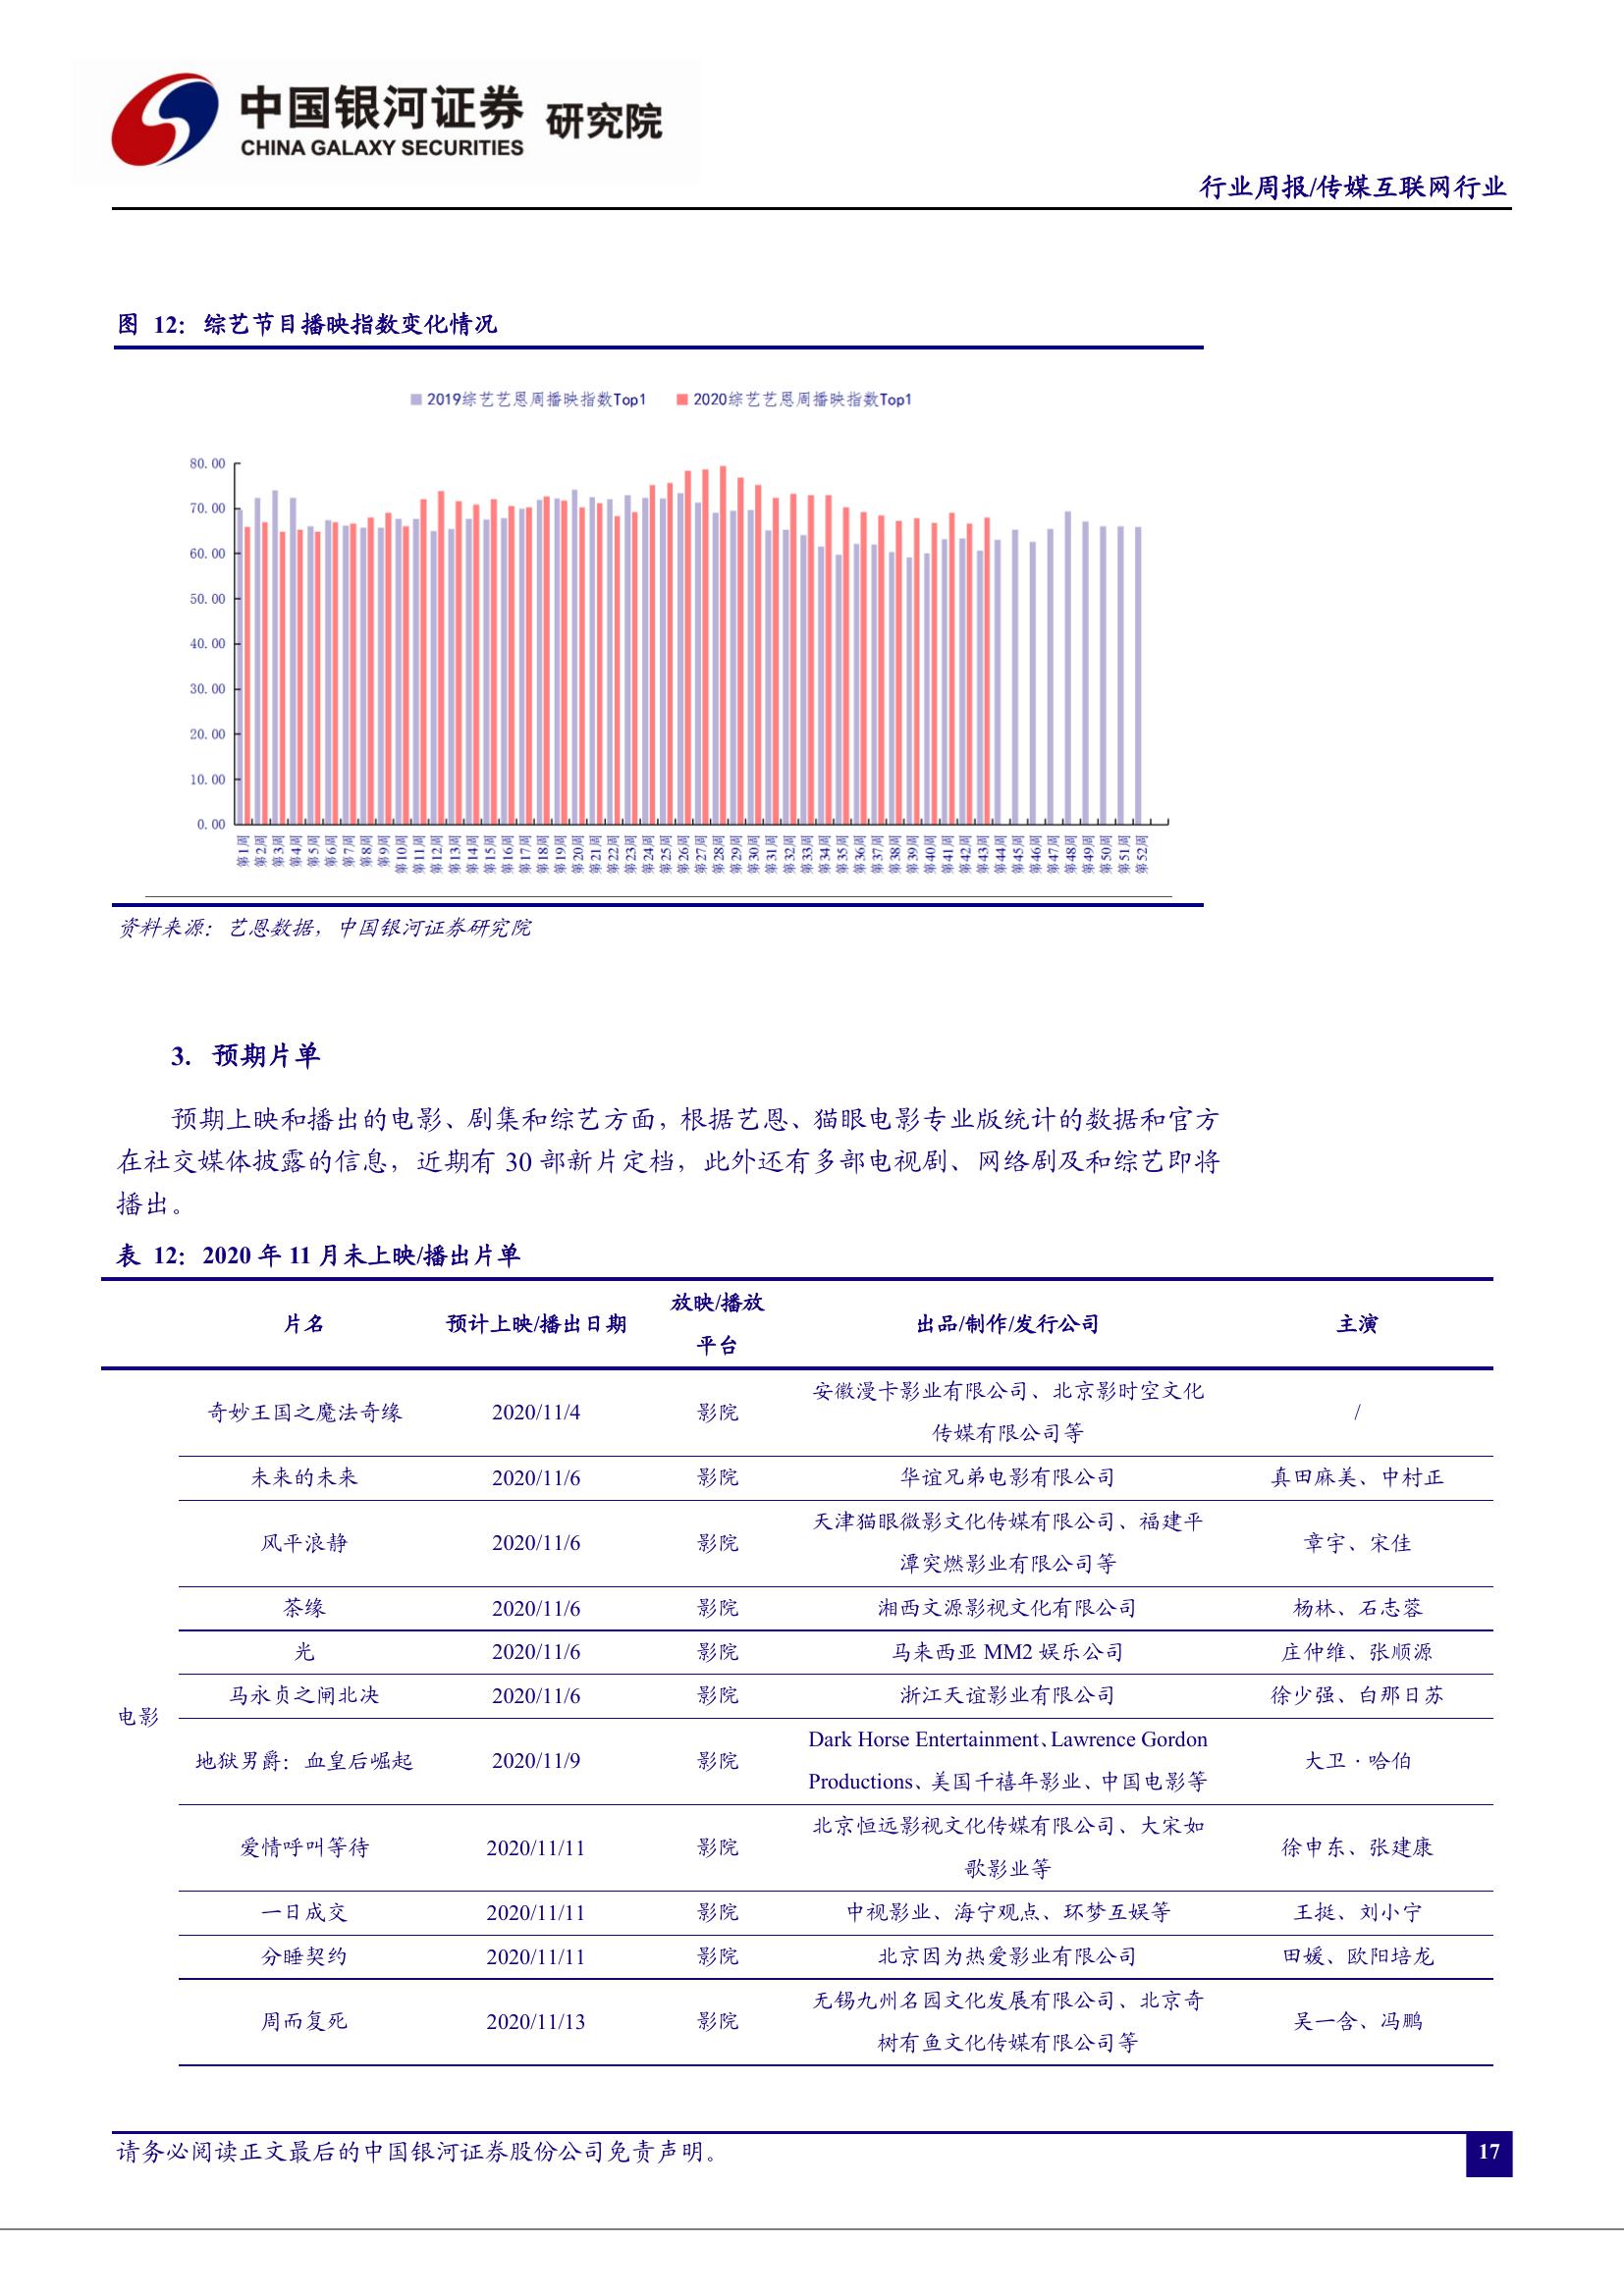 中国银河证券 研究院
CHINA GALAXY SECURITIES
行业周报/传媒互联网行业
图 12：综艺节目播映指数变化情况
2019综艺艺恩周播映指数Top1 2020综艺艺恩周播映指数Top1
80.00
70.00
60.00
50.00
40.00
30.00
20.00
10.00
0.00
第1周 第2周 第3周 第4周 第5周 第6周 第7周 第8周 第9周 第10周 第11周 第12周 第13周 第14周 第15周 第16周 第17周 第18周 第19周 第20周 第21周 第22周 第23周 第24周 第25周 第26周 第27周 第28周 第29周 第30周 第31周 第32周 第33周 第34周 第35周 第36周 第37周 第38周 第39周 第40周 第41周 第42周 第43周 第44周 第45周 第46周 第47周 第48周 第49周 第50周 第51周 第52周
资料来源：艺恩数据，中国银河证券研究院
3. 预期片单
预期上映和播出的电影、剧集和综艺方面，根据艺恩、猫眼电影专业版统计的数据和官方
在社交媒体披露的信息，近期有 30 部新片定档，此外还有多部电视剧、网络剧及和综艺即将
播出。
表 12：2020 年 11 月未上映/播出片单
片名 预计上映/播出日期 放映/播放 出品/制作/发行公司 主演
平台
电影
奇妙王国之魔法奇缘 2020/11/4 影院 安徽漫卡影业有限公司、北京影时空文化 /
传媒有限公司等
未来的未来 2020/11/6 影院 华谊兄弟电影有限公司 真田麻美、中村正
风平浪静 2020/11/6 影院 天津猫眼微影文化传媒有限公司、福建平 章宇、宋佳
潭突燃影业有限公司等
茶缘 2020/11/6 影院 湘西文源影视文化有限公司 杨林、石志蓉
光 2020/11/6 影院 马来西亚 MM2 娱乐公司 庄仲维、张顺源
马永贞之闸北决 2020/11/6 影院 浙江天谊影业有限公司 徐少强、白那日苏
地狱男爵：血皇后崛起 2020/11/9 影院 Dark Horse Entertainment、Lawrence Gordon 大卫·哈伯
Productions、美国千禧年影业、中国电影等
爱情呼叫等待 2020/11/11 影院 北京恒远影视文化传媒有限公司、大宋如 徐申东、张建康
歌影业等
一日成交 2020/11/11 影院 中视影业、海宁观点、环梦互娱等 王挺、刘小宁
分睡契约 2020/11/11 影院 北京因为热爱影业有限公司 田媛、欧阳培龙
周而复死 2020/11/13 影院 无锡九州名园文化发展有限公司、北京奇 吴一含、冯鹏
树有鱼文化传媒有限公司等
请务必阅读正文最后的中国银河证券股份公司免责声明。
17